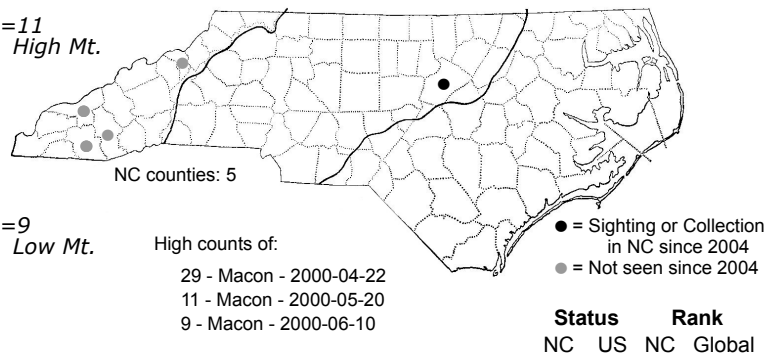 =11
High Mt.
NC counties: 5
=9
Low Mt.
High counts of:
29 - Macon - 2000-04-22
11 - Macon - 2000-05-20
9 - Macon - 2000-06-10
● = Sighting or Collection
in NC since 2004
● = Not seen since 2004
Status Rank
NC US NC Global